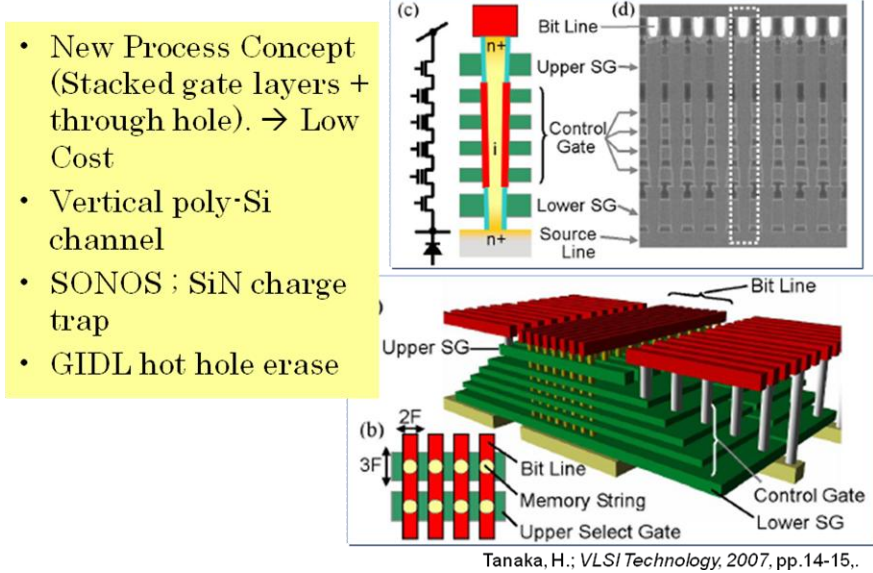 • New Process Concept
(Stacked gate layers +
through hole). → Low
Cost
• Vertical poly-Si
channel
• SONOS ; SiN charge
trap
• GIDL hot hole erase
(c)
n+
i
n+
Bit Line
Upper SG
Control
Gate
Lower SG
Source
Line
(d)
)
Bit Line
Upper SG
Control Gate
Lower SG
(b)
2F
3F
Bit Line
Memory String
Upper Select Gate
Tanaka, H.; VLSI Technology, 2007, pp.14-15,.